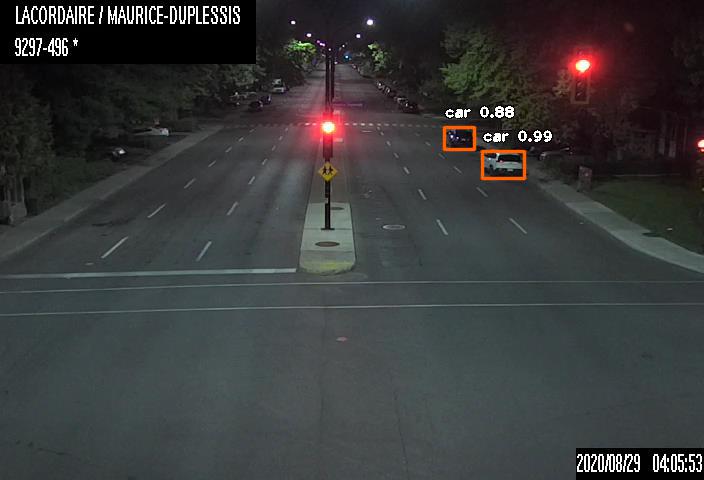 LACORDAIRE / MAURICE-DUPLESSIS
9297-496 *
car 0.88
car 0.99
2020/08/29 04:05:53